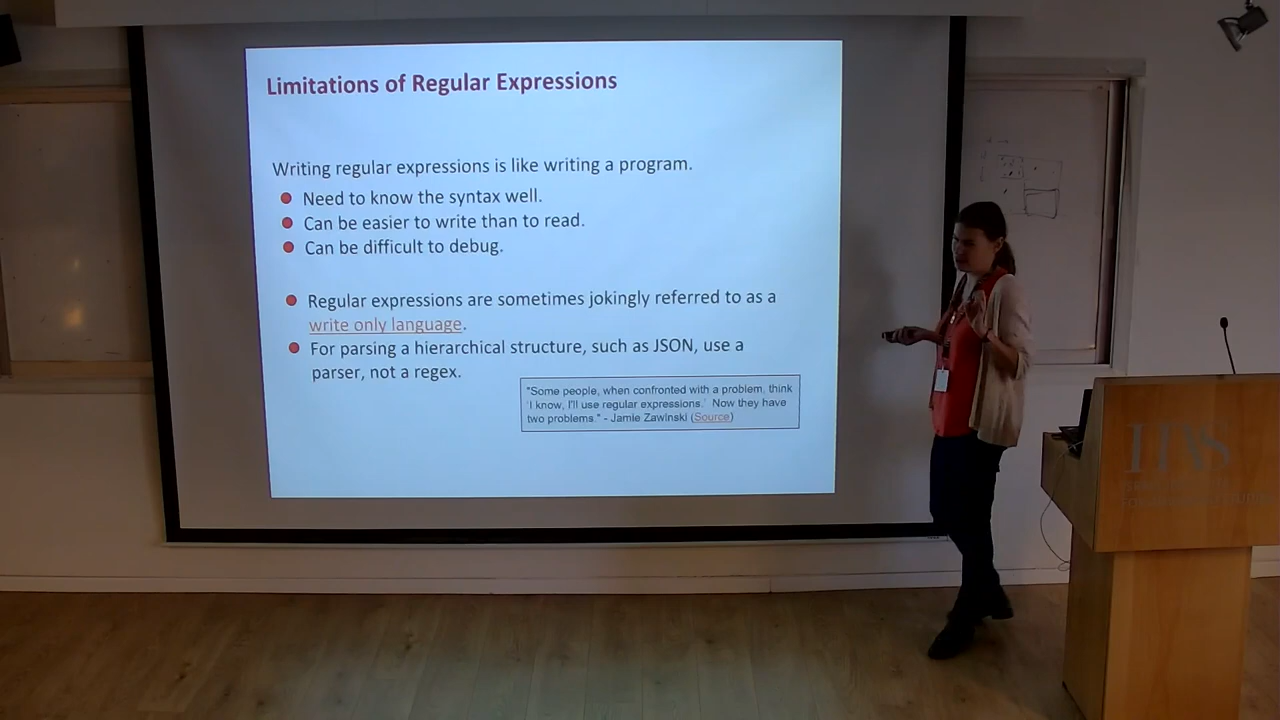 Limitations of Regular Expressions
Writing regular expressions is like writing a program.
Need to know the syntax well.
Can be easier to write than to read.
Can be difficult to debug.
Regular expressions are sometimes jokingly referred to as a
write only language.
For parsing a hierarchical structure, such as JSON, use a
parser, not a regex.
"Some people, when confronted with a problem, think
'I know, I'll use regular expressions.' Now they have
two problems." - Jamie Zawinski (Source)